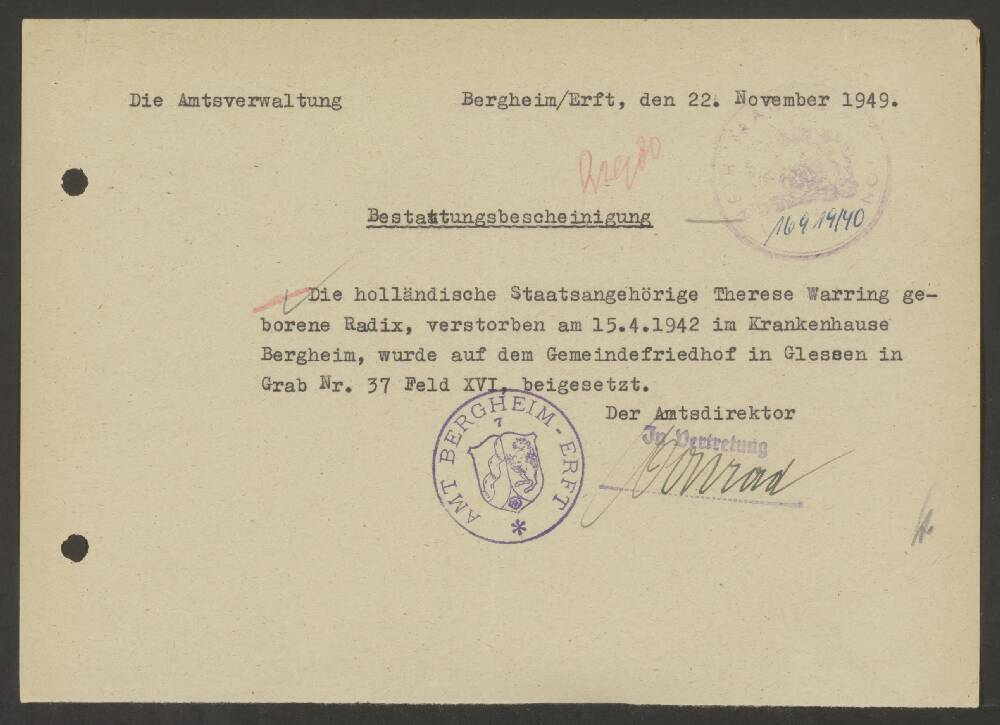 Die Amtsverwaltung
Bergheim/Erft, den 22. November 1949.
Bestattungsbescheinigung
Die holländische Staatsangehörige Therese Warring ge-
borene Radix, verstorben am 15.4.1942 im Krankenhause
Bergheim, wurde auf dem Gemeindefriedhof in Glessen in
Grab Nr. 37 Feld XVI, beigesetzt.
Der Amtsdirektor
In Vertretung
Konrad
AMT BERGHEIM-ERFT
7